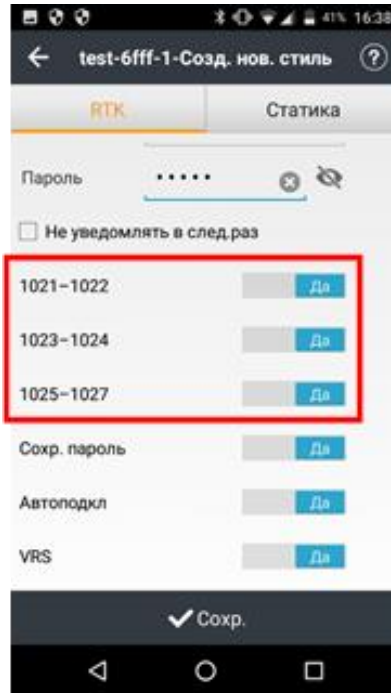 41% 16:38
test-6fff-1-Созд. нов. стиль ?
RTK Статика
Пароль •••••
Не уведомлять в след.раз
1021-1022 Да
1023-1024 Да
1025-1027 Да
Сохр. пароль Да
Автоподкл Да
VRS Да
Сохр.